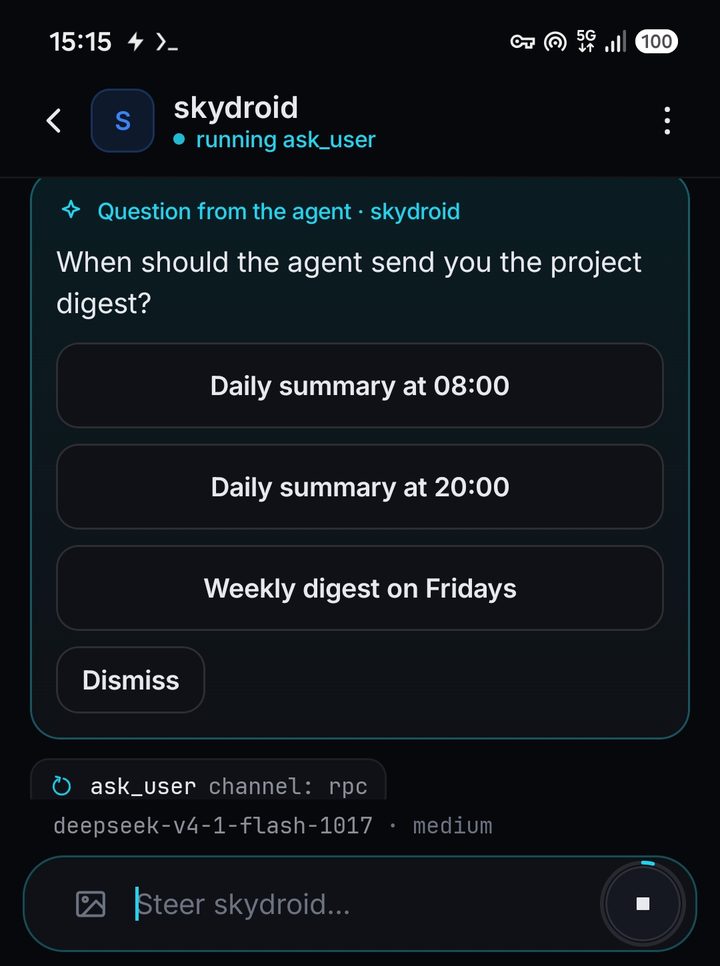 15:15
5G
100
S
skydroid
running ask_user
Question from the agent · skydroid
When should the agent send you the project
digest?
Daily summary at 08:00
Daily summary at 20:00
Weekly digest on Fridays
Dismiss
ask_user channel: rpc
deepseek-v4-1-flash-1017 · medium
Steer skydroid...